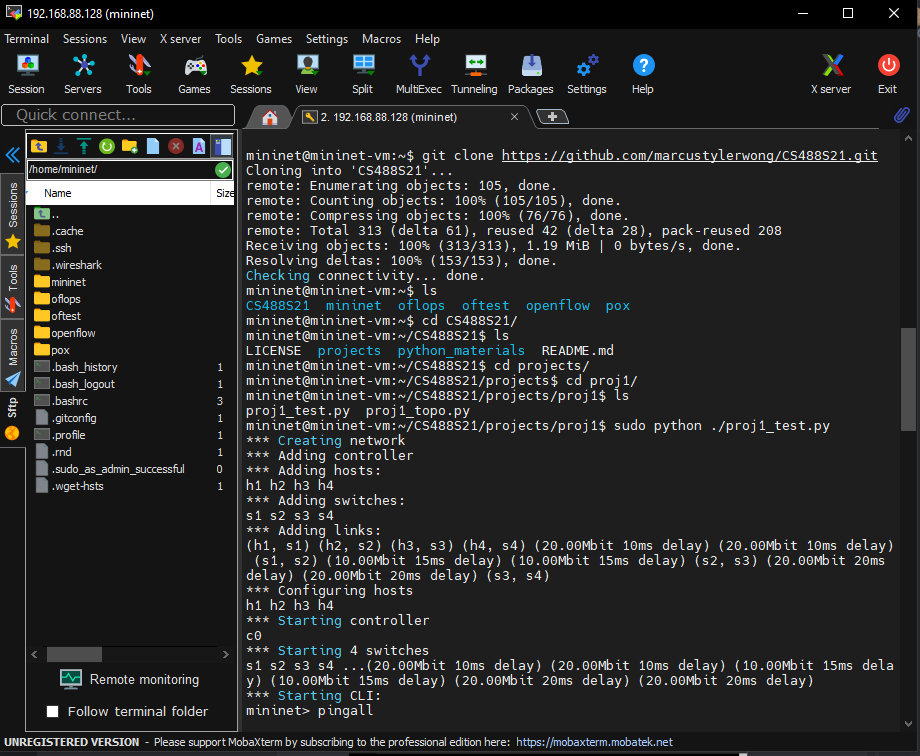 192.168.88.128 (mininet)
Terminal Sessions View X server Tools Games Settings Macros Help
Session Servers Tools Games Sessions View Split MultiExec Tunneling Packages Settings Help X server Exit
Quick connect...
2. 192.168.88.128 (mininet)
/home/mininet/
Name Size
..
.cache
.ssh
.wireshark
mininet
oflops
oftest
openflow
pox
.bash_history 1
.bash_logout 1
.bashrc 3
.gitconfig 1
.profile 1
.rnd 1
.sudo_as_admin_successful 0
.wget-hsts 1
Sessions
Tools
Macros
Sftp
Remote monitoring
Follow terminal folder
mininet@mininet-vm:~$ git clone https://github.com/marcustylerwong/CS488S21.git
Cloning into 'CS488S21'...
remote: Enumerating objects: 105, done.
remote: Counting objects: 100% (105/105), done.
remote: Compressing objects: 100% (76/76), done.
remote: Total 313 (delta 61), reused 42 (delta 28), pack-reused 208
Receiving objects: 100% (313/313), 1.19 MiB | 0 bytes/s, done.
Resolving deltas: 100% (153/153), done.
Checking connectivity... done.
mininet@mininet-vm:~$ ls
CS488S21 mininet oflops oftest openflow pox
mininet@mininet-vm:~$ cd CS488S21/
mininet@mininet-vm:~/CS488S21$ ls
LICENSE projects python_materials README.md
mininet@mininet-vm:~/CS488S21$ cd projects/
mininet@mininet-vm:~/CS488S21/projects$ cd proj1/
mininet@mininet-vm:~/CS488S21/projects/proj1$ ls
proj1_test.py proj1_topo.py
mininet@mininet-vm:~/CS488S21/projects/proj1$ sudo python ./proj1_test.py
*** Creating network
*** Adding controller
*** Adding hosts:
h1 h2 h3 h4
*** Adding switches:
s1 s2 s3 s4
*** Adding links:
(h1, s1) (h2, s2) (h3, s3) (h4, s4) (20.00Mbit 10ms delay) (20.00Mbit 10ms delay)
(s1, s2) (10.00Mbit 15ms delay) (10.00Mbit 15ms delay) (s2, s3) (20.00Mbit 20ms
delay) (20.00Mbit 20ms delay) (s3, s4)
*** Configuring hosts
h1 h2 h3 h4
*** Starting controller
c0
*** Starting 4 switches
s1 s2 s3 s4 ...(20.00Mbit 10ms delay) (20.00Mbit 10ms delay) (10.00Mbit 15ms dela
y) (10.00Mbit 15ms delay) (20.00Mbit 20ms delay) (20.00Mbit 20ms delay)
*** Starting CLI:
mininet> pingall
UNREGISTERED VERSION - Please support MobaXterm by subscribing to the professional edition here: https://mobaxterm.mobatek.net